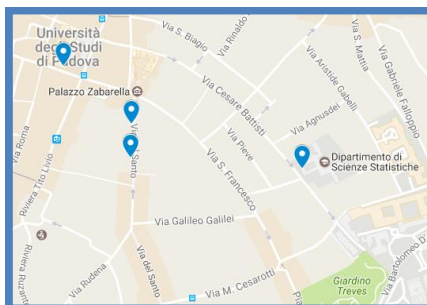 Università
degli Studi
di Padova
Via S. Biagio
Via Rinaldo
Via S. Mattia
Via Gabriele Falloppio
Via Aristide Gabelli
Palazzo Zabarella
Via Cesare Battisti
Via Agnusdei
Via Roma
Riviera Tito Livio
Santo
Via Pieve
Dipartimento di
Scienze Statistiche
Via S. Francesco
Via Galileo Galilei
Riviera Ruzante
Via Rudena
Via del Santo
Via M. Cesarotti
Giardino
Treves
Via Bartolomeo D